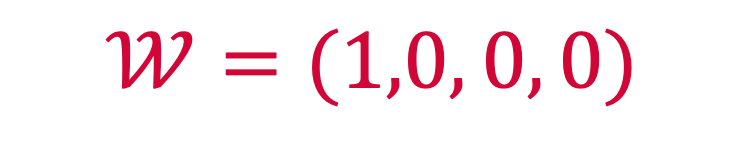 𝒲 = (1,0, 0, 0)